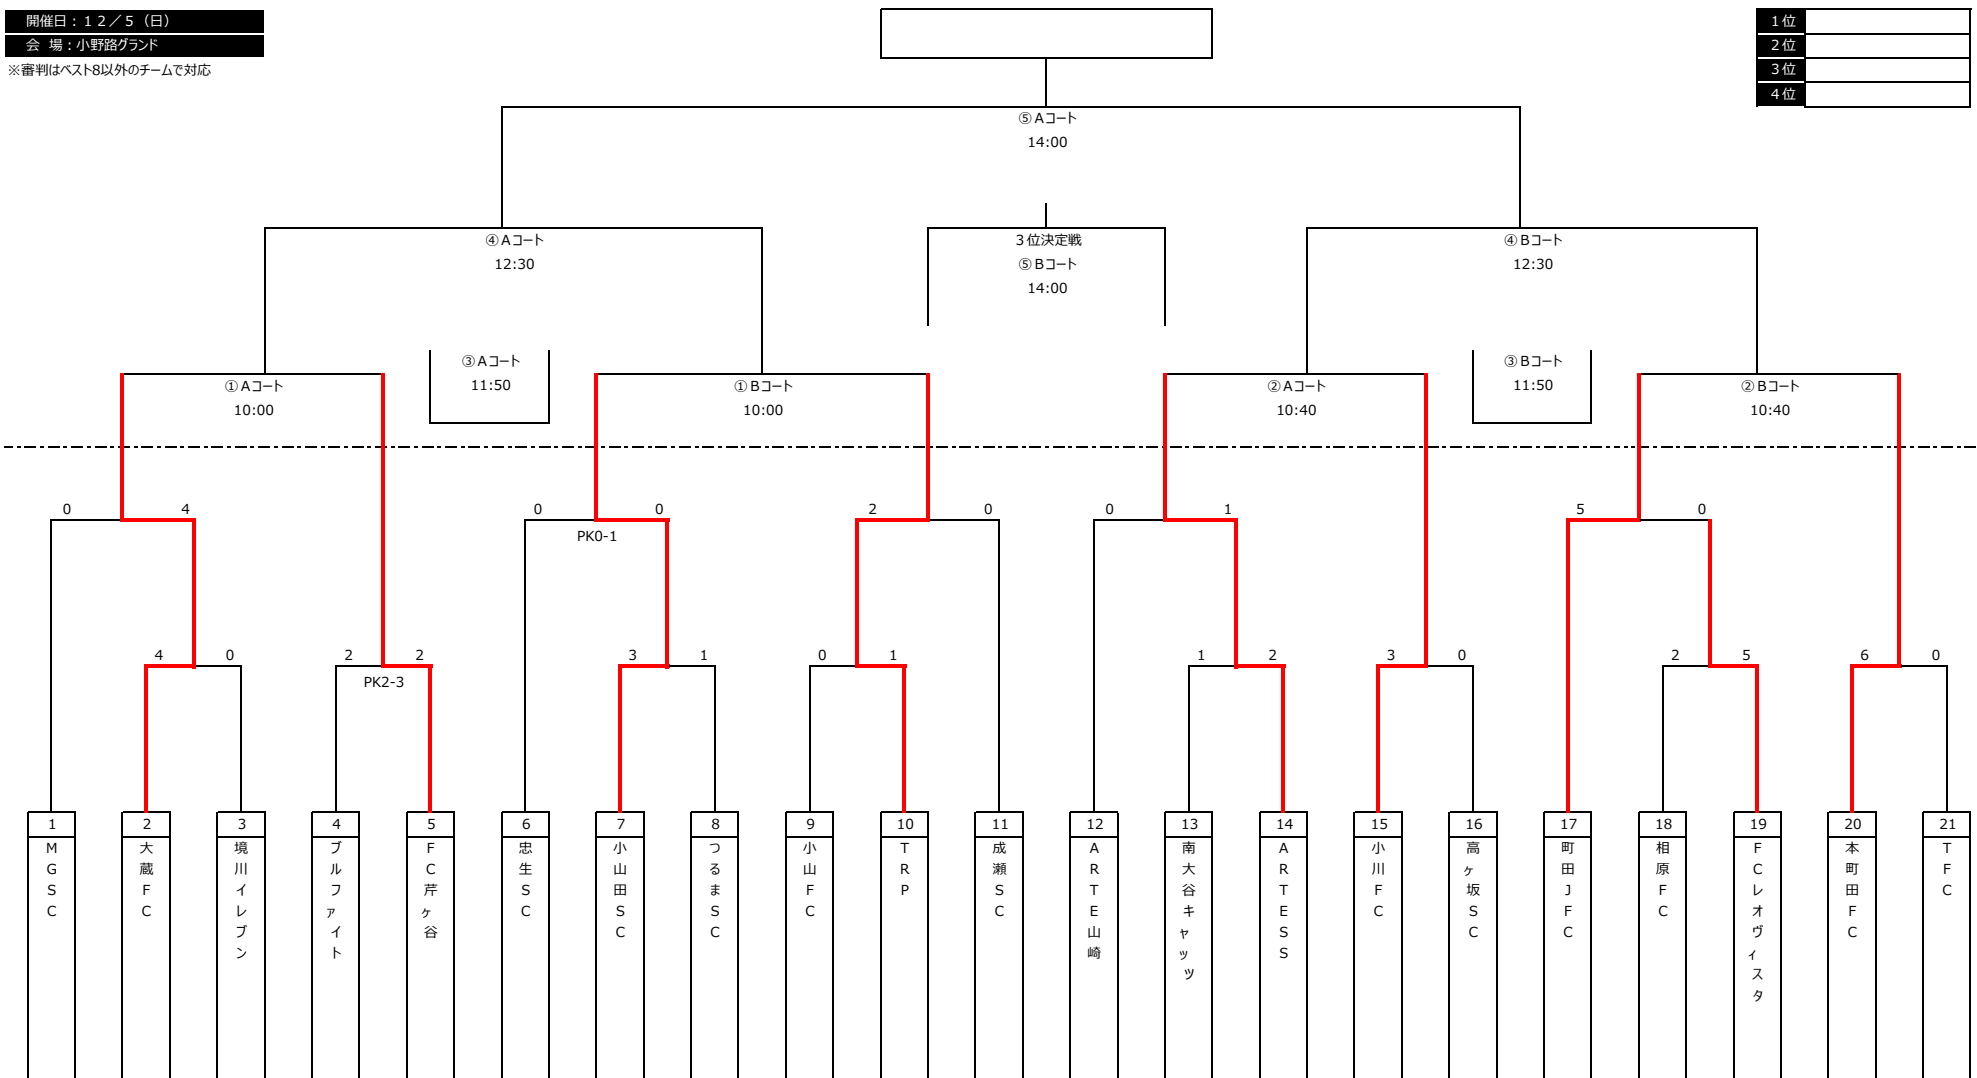 開催日：１２／５（日）
会 場：小野路グランド
※審判はベスト8以外のチームで対応
１位
２位
３位
４位
⑤Aコート
14:00
④Aコート
12:30
３位決定戦
⑤Bコート
14:00
④Bコート
12:30
③Aコート
11:50
③Bコート
11:50
①Aコート
10:00
①Bコート
10:00
②Aコート
10:40
②Bコート
10:40
0 4 0 0 2 0 0 1 5 0
PK0-1
4 0 2 2 3 1 0 1 1 2 3 0 2 5 6 0
PK2-3
1 2 3 4 5 6 7 8 9 10 11 12 13 14 15 16 17 18 19 20 21
ＭＧＳＣ
大蔵ＦＣ
境川イレブン
ブルファイト
ＦＣ芹ヶ谷
忠生ＳＣ
小山田ＳＣ
つるまＳＣ
小山ＦＣ
ＴＲＰ
成瀬ＳＣ
ＡＲＴＥ山崎
南大谷キャッツ
ＡＲＴＥＳＳ
小川ＦＣ
高ヶ坂ＳＣ
町田ＪＦＣ
相原ＦＣ
ＦＣレオヴィスタ
本町田ＦＣ
ＴＦＣ